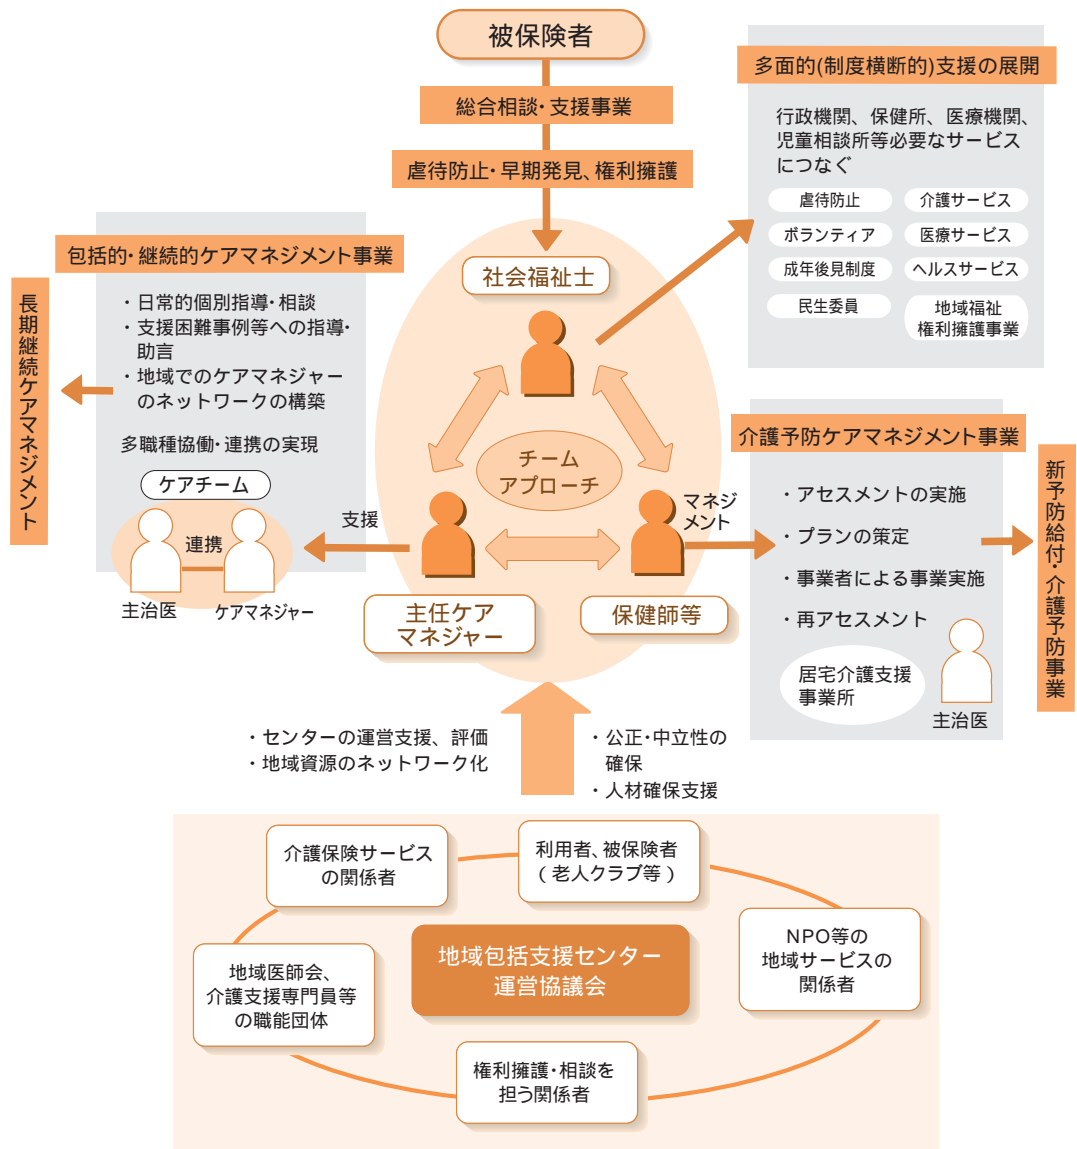 被保険者
総合相談・支援事業
虐待防止・早期発見、権利擁護
多面的(制度横断的)支援の展開
行政機関、保健所、医療機関、
児童相談所等必要なサービス
につなぐ
虐待防止
介護サービス
ボランティア
医療サービス
成年後見制度
ヘルスサービス
民生委員
地域福祉
権利擁護事業
包括的・継続的ケアマネジメント事業
・日常的個別指導・相談
・支援困難事例等への指導・
助言
・地域でのケアマネジャー
のネットワークの構築
多職種協働・連携の実現
ケアチーム
連携
主治医
ケアマネジャー
長期継続ケアマネジメント
支援
社会福祉士
チーム
アプローチ
主任ケア
マネジャー
保健師等
マネジ
メント
介護予防ケアマネジメント事業
・アセスメントの実施
・プランの策定
・事業者による事業実施
・再アセスメント
居宅介護支援
事業所
主治医
新予防給付・介護予防事業
・センターの運営支援、評価
・地域資源のネットワーク化
・公正・中立性の
確保
・人材確保支援
介護保険サービス
の関係者
利用者、被保険者
(老人クラブ等)
NPO等の
地域サービスの
関係者
地域包括支援センター
運営協議会
地域医師会、
介護支援専門員等
の職能団体
権利擁護・相談を
担う関係者